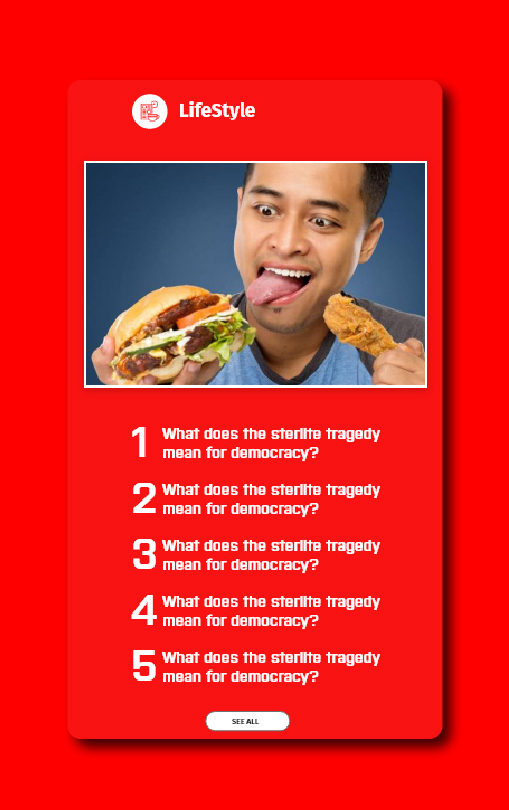 LifeStyle
1 What does the sterlite tragedy
mean for democracy?
2 What does the sterlite tragedy
mean for democracy?
3 What does the sterlite tragedy
mean for democracy?
4 What does the sterlite tragedy
mean for democracy?
5 What does the sterlite tragedy
mean for democracy?
SEE ALL